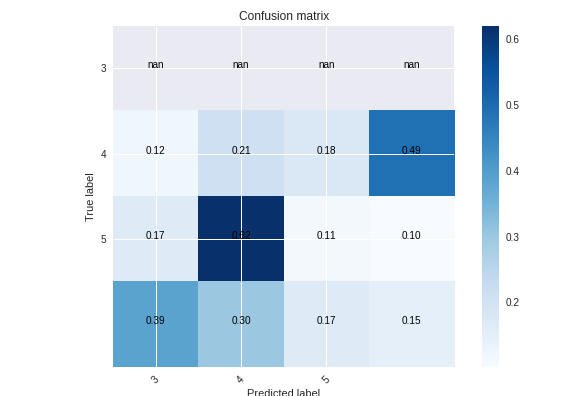 Confusion matrix
3 nan nan nan nan
4 0.12 0.21 0.18 0.49
5 0.17 0.62 0.11 0.10
0.39 0.30 0.17 0.15
3 4 5
True label
Predicted label
0.6
0.5
0.4
0.3
0.2